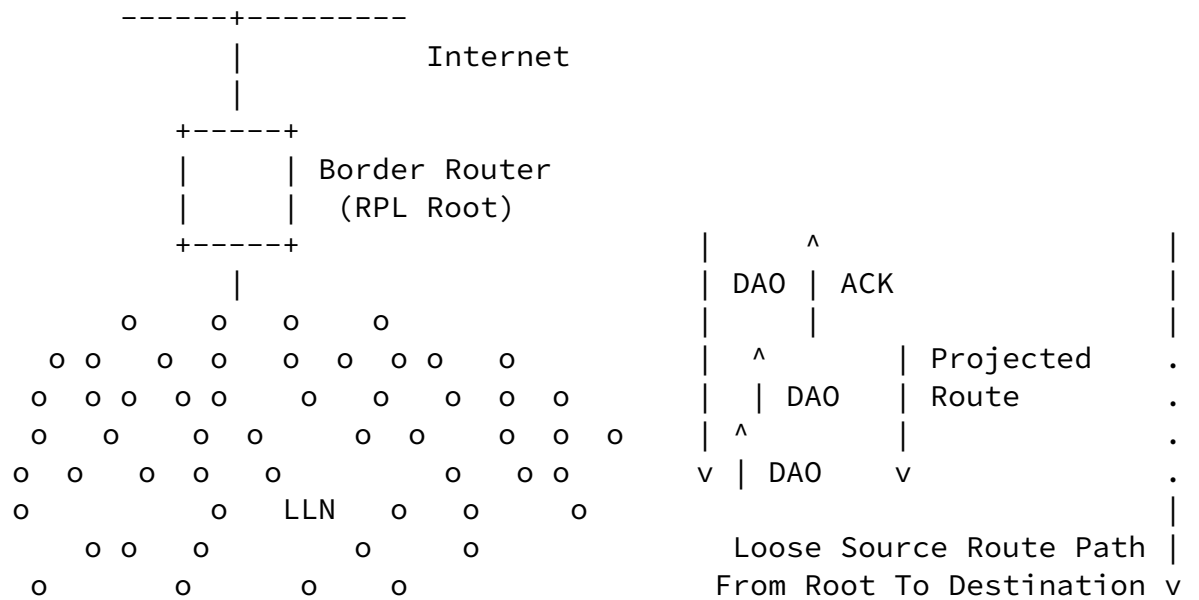 Internet
Border Router
(RPL Root)
DAO ACK
Projected
DAO Route
DAO
LLN
Loose Source Route Path
From Root To Destination